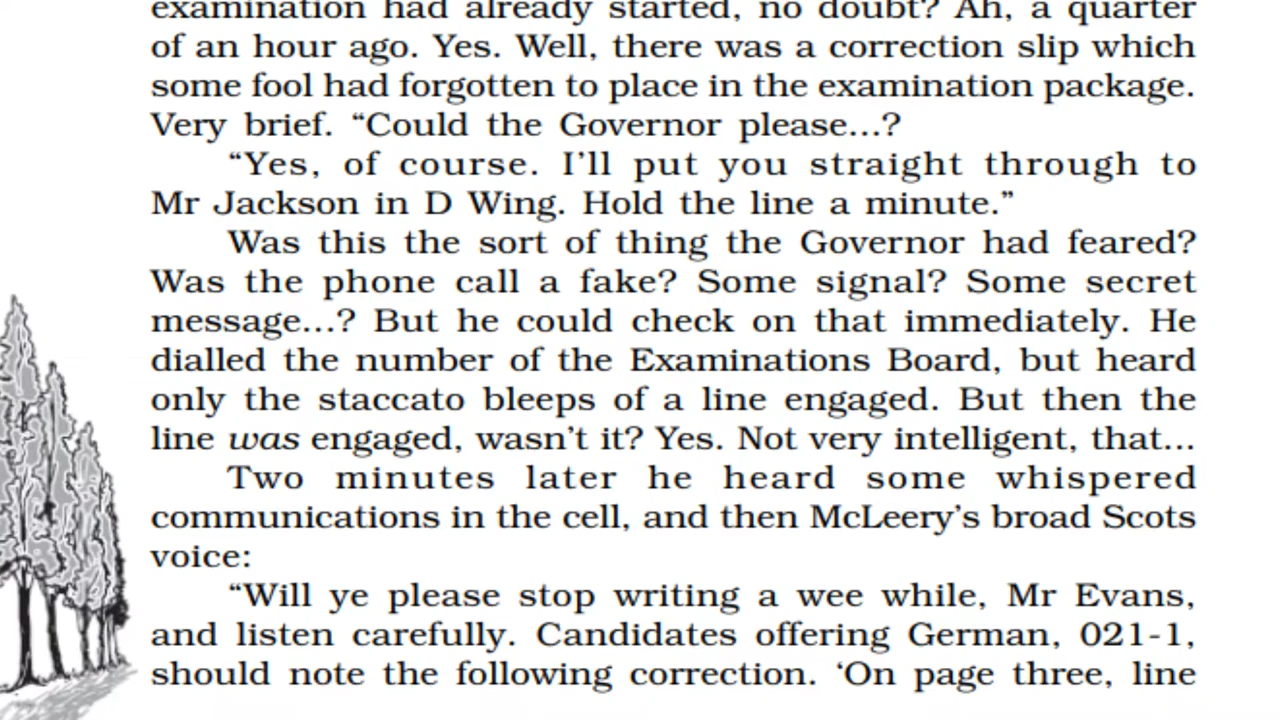 examination had already started, no doubt? Ah, a quarter
of an hour ago. Yes. Well, there was a correction slip which
some fool had forgotten to place in the examination package.
Very brief. “Could the Governor please...?
“Yes, of course. I’ll put you straight through to
Mr Jackson in D Wing. Hold the line a minute.”
Was this the sort of thing the Governor had feared?
Was the phone call a fake? Some signal? Some secret
message...? But he could check on that immediately. He
dialled the number of the Examinations Board, but heard
only the staccato bleeps of a line engaged. But then the
line was engaged, wasn’t it? Yes. Not very intelligent, that...
Two minutes later he heard some whispered
communications in the cell, and then McLeery’s broad Scots
voice:
“Will ye please stop writing a wee while, Mr Evans,
and listen carefully. Candidates offering German, 021-1,
should note the following correction. ‘On page three, line